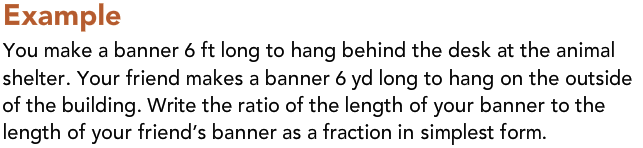 Example
You make a banner 6 ft long to hang behind the desk at the animal
shelter. Your friend makes a banner 6 yd long to hang on the outside
of the building. Write the ratio of the length of your banner to the
length of your friend's banner as a fraction in simplest form.